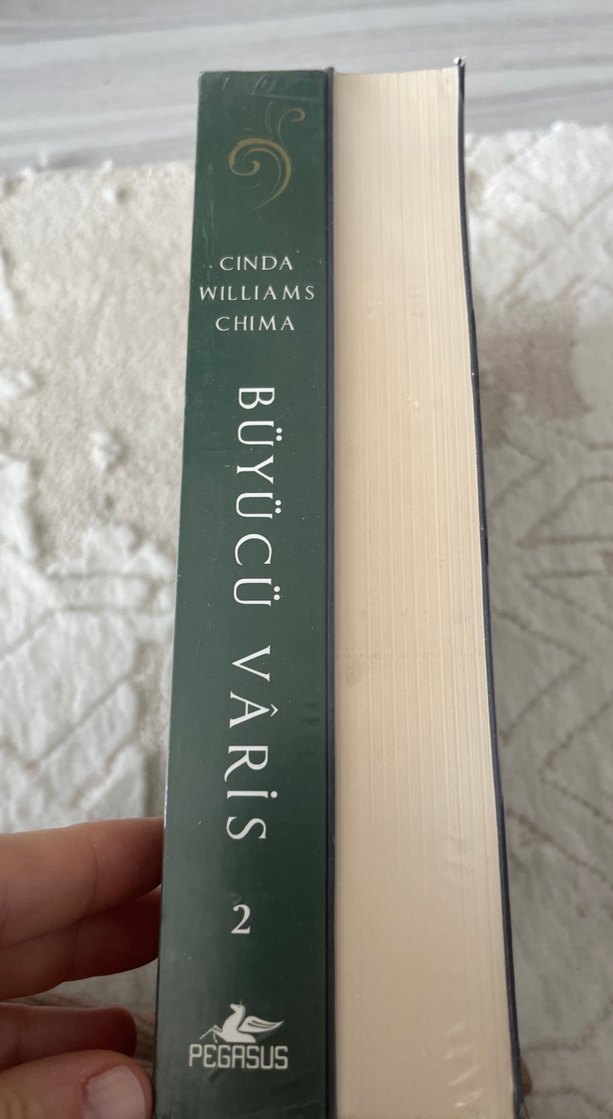 CINDA
WILLIAMS
CHIMA
BÜYÜCÜ VÂRİS
2
PEGASUS